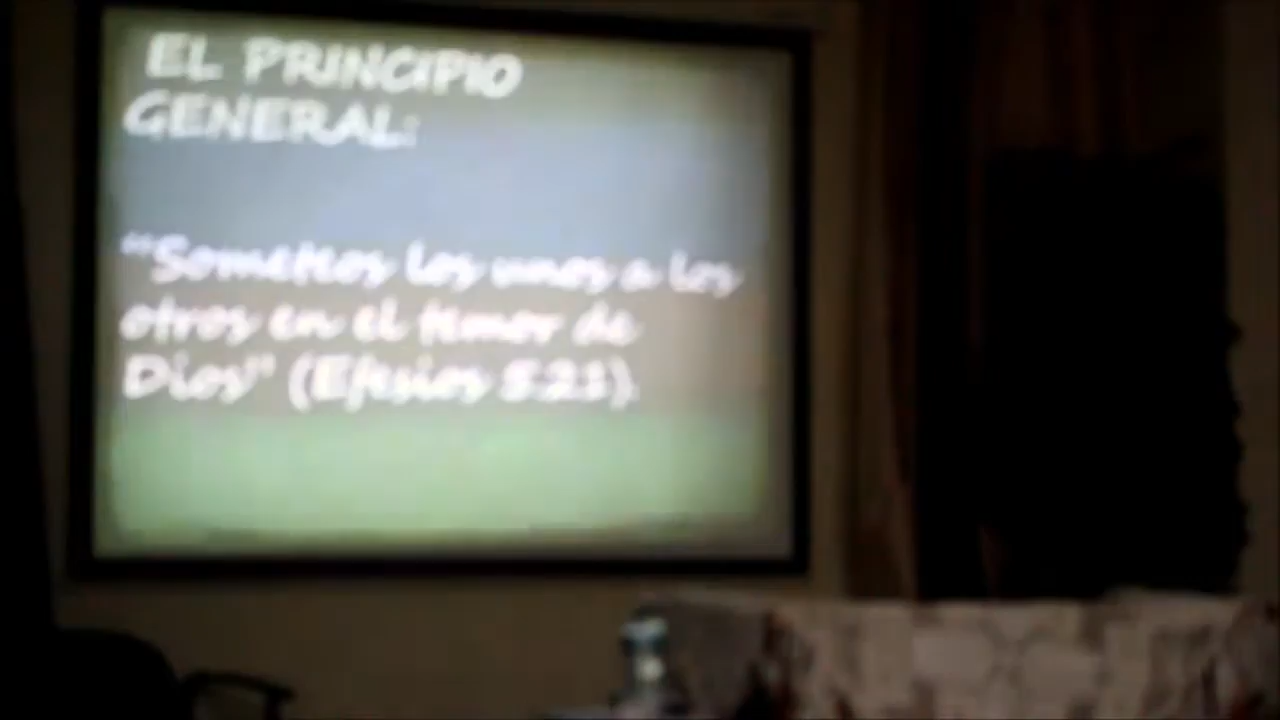 EL PRINCIPIO
GENERAL:
"Someteos los unos a los
otros en el temor de
Dios" (Efesios 5:21).